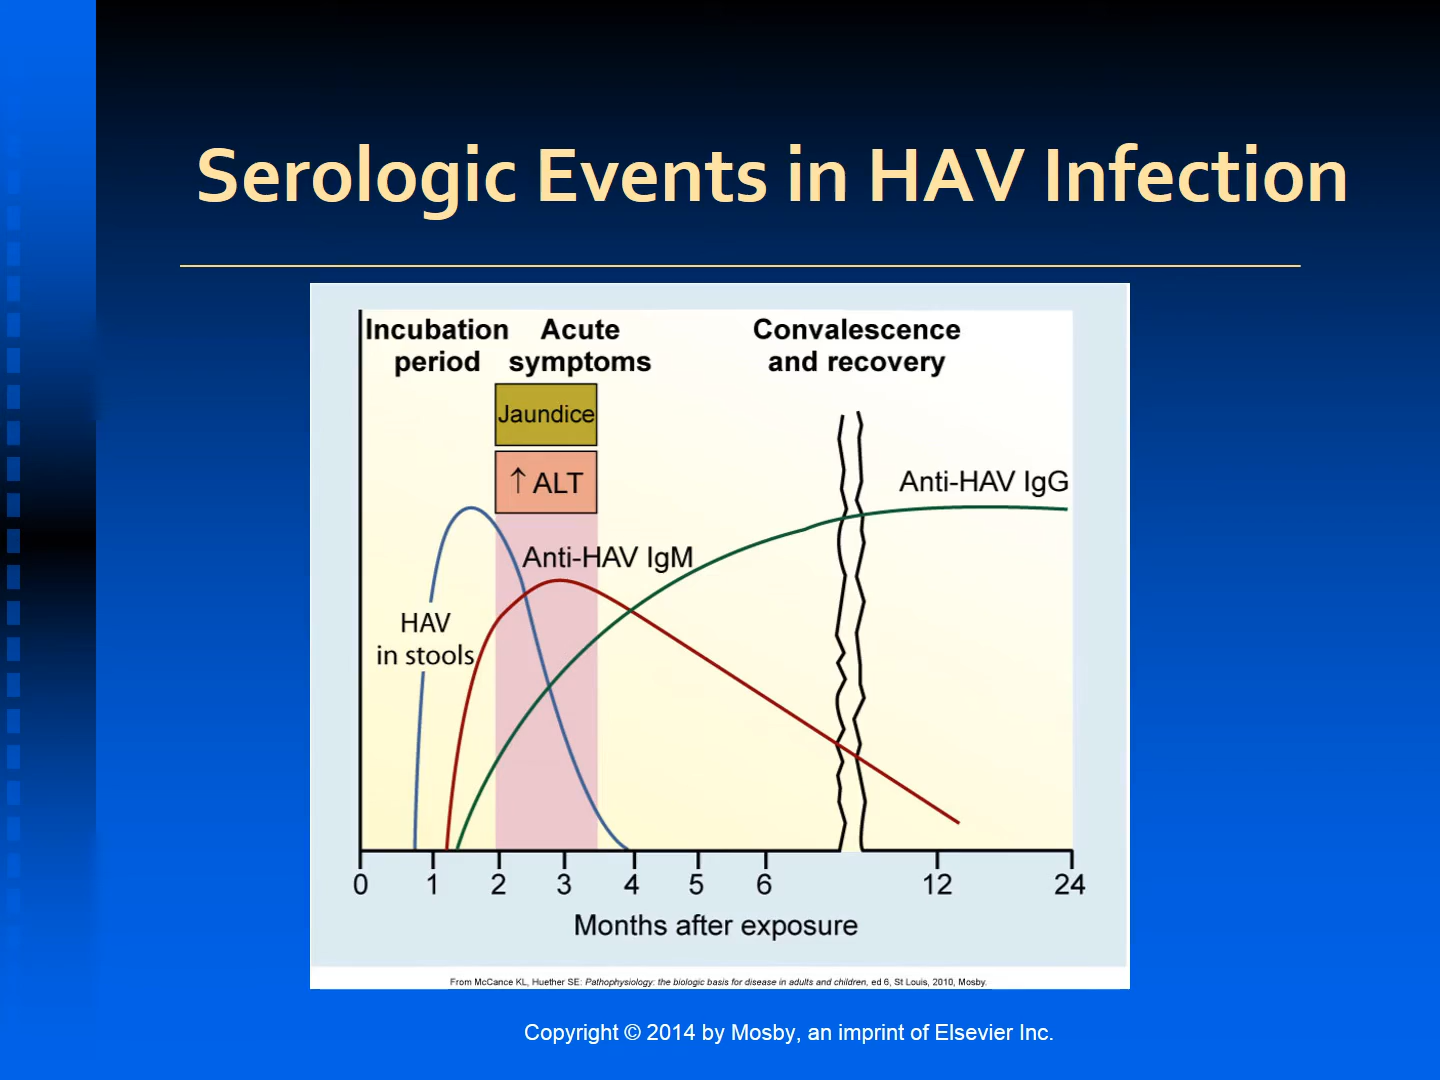 Serologic Events in HAV Infection
Incubation period
Acute symptoms
Convalescence and recovery
Jaundice
↑ ALT
Anti-HAV IgG
Anti-HAV IgM
HAV
in stools
0 1 2 3 4 5 6 12 24
Months after exposure
From McCance KL, Huether SE: Pathophysiology: the biologic basis for disease in adults and children, ed 6, St Louis, 2010, Mosby.
Copyright © 2014 by Mosby, an imprint of Elsevier Inc.